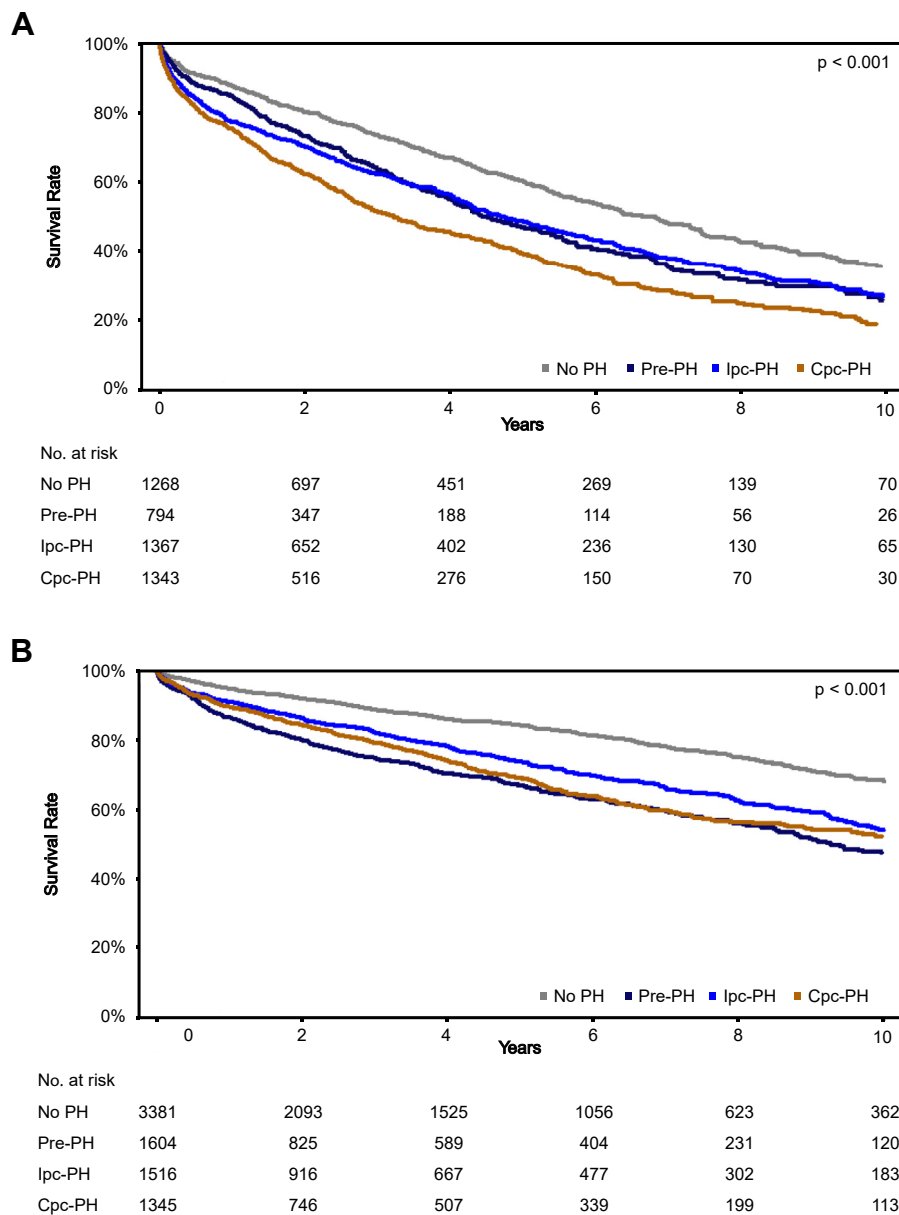 A
100%
p < 0.001
80%
60%
40%
20%
0%
Survival Rate
No PH Pre-PH Ipc-PH Cpc-PH
0 2 4 6 8 10
Years
No. at risk
No PH 1268 697 451 269 139 70
Pre-PH 794 347 188 114 56 26
Ipc-PH 1367 652 402 236 130 65
Cpc-PH 1343 516 276 150 70 30
B
100%
p < 0.001
80%
60%
40%
20%
0%
Survival Rate
No PH Pre-PH Ipc-PH Cpc-PH
0 2 4 6 8 10
Years
No. at risk
No PH 3381 2093 1525 1056 623 362
Pre-PH 1604 825 589 404 231 120
Ipc-PH 1516 916 667 477 302 183
Cpc-PH 1345 746 507 339 199 113